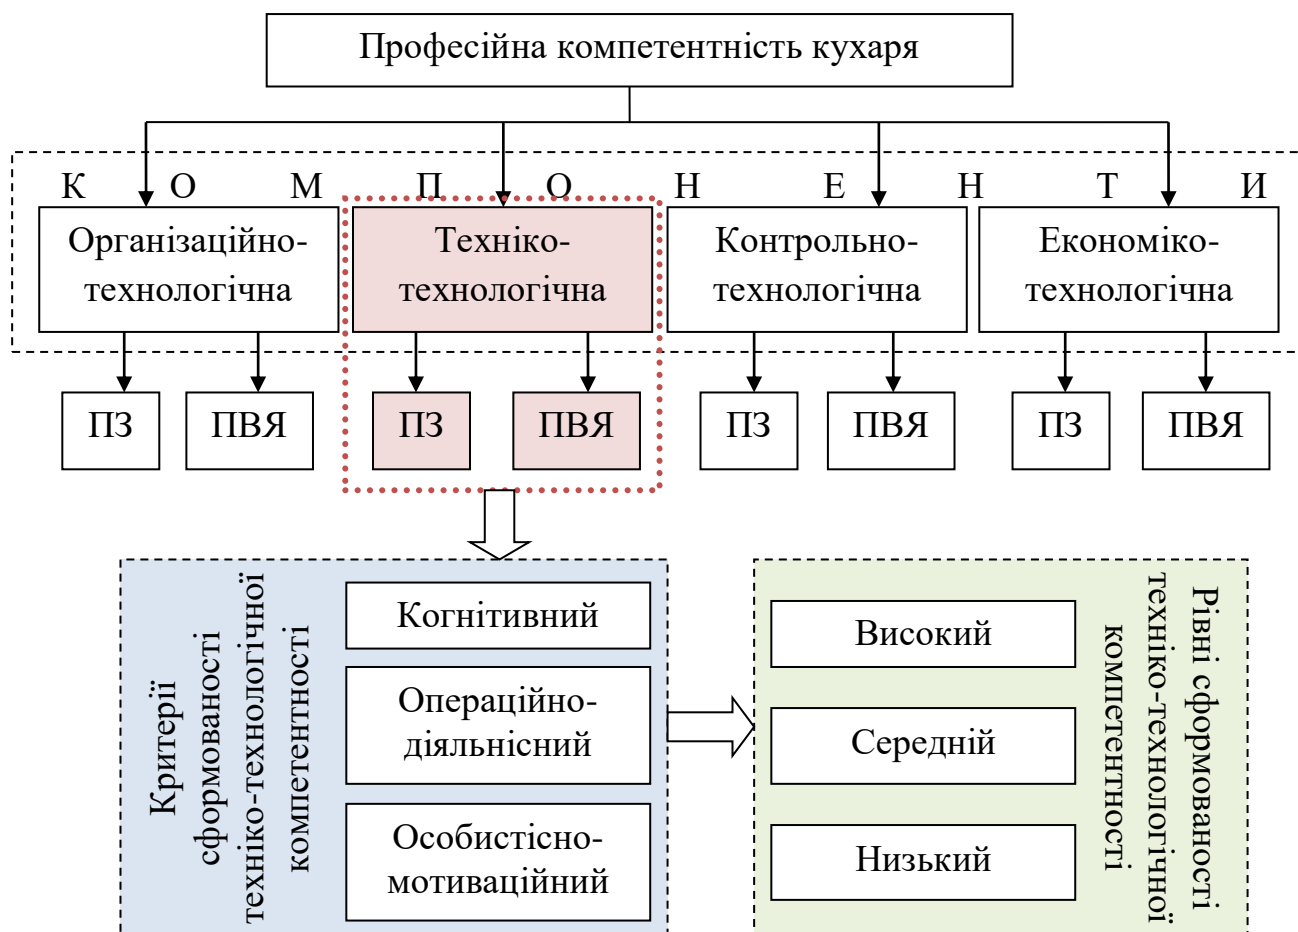 Професійна компетентність кухаря
К О М П О Н Е Н Т И
Організаційно-
технологічна
Техніко-
технологічна
Контрольно-
технологічна
Економіко-
технологічна
ПЗ
ПВЯ
ПЗ
ПВЯ
ПЗ
ПВЯ
ПЗ
ПВЯ
Критерії
сформованості
техніко-технологічної
компетентності
Когнітивний
Операційно-
діяльнісний
Особистісно-
мотиваційний
Високий
Середній
Низький
Рівні сформованості
техніко-технологічної
компетентності